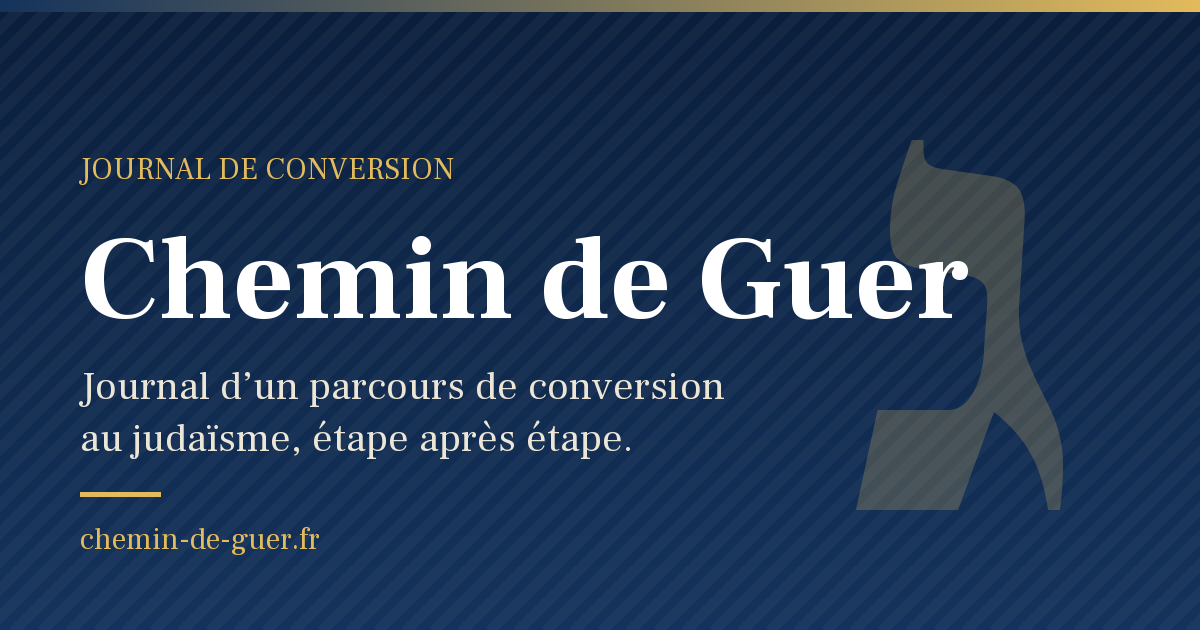 JOURNAL DE CONVERSION
Chemin de Guer
ג
Journal d’un parcours de conversion
au judaïsme, étape après étape.
chemin-de-guer.fr